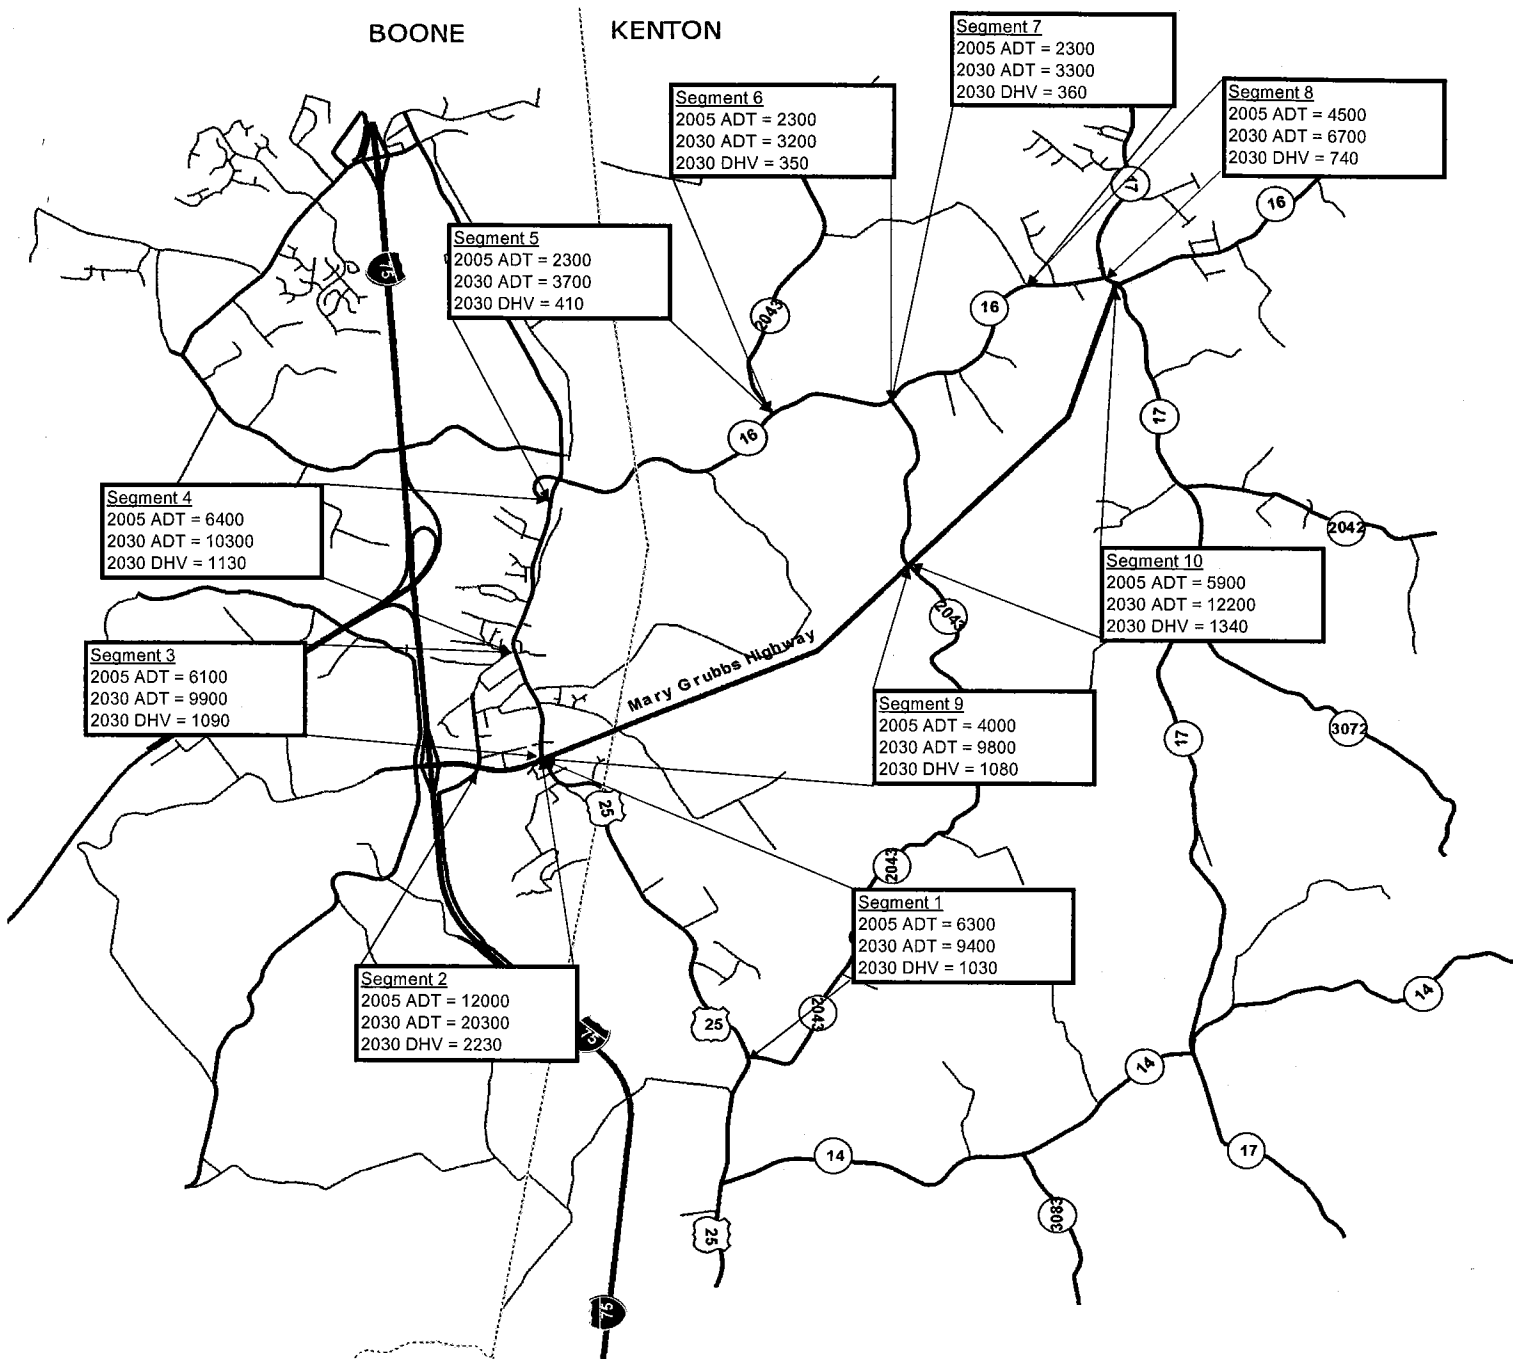 BOONE
KENTON
Segment 7
2005 ADT = 2300
2030 ADT = 3300
2030 DHV = 360
Segment 6
2005 ADT = 2300
2030 ADT = 3200
2030 DHV = 350
Segment 8
2005 ADT = 4500
2030 ADT = 6700
2030 DHV = 740
17
16
Segment 5
2005 ADT = 2300
2030 ADT = 3700
2030 DHV = 410
75
2043
16
17
16
Segment 4
2005 ADT = 6400
2030 ADT = 10300
2030 DHV = 1130
2042
Segment 10
2005 ADT = 5900
2030 ADT = 12200
2030 DHV = 1340
2043
Segment 3
2005 ADT = 6100
2030 ADT = 9900
2030 DHV = 1090
Mary Grubbs Highway
Segment 9
2005 ADT = 4000
2030 ADT = 9800
2030 DHV = 1080
17
3072
25
2043
Segment 1
2005 ADT = 6300
2030 ADT = 9400
2030 DHV = 1030
Segment 2
2005 ADT = 12000
2030 ADT = 20300
2030 DHV = 2230
75
25
2043
14
14
14
17
3083
25
75